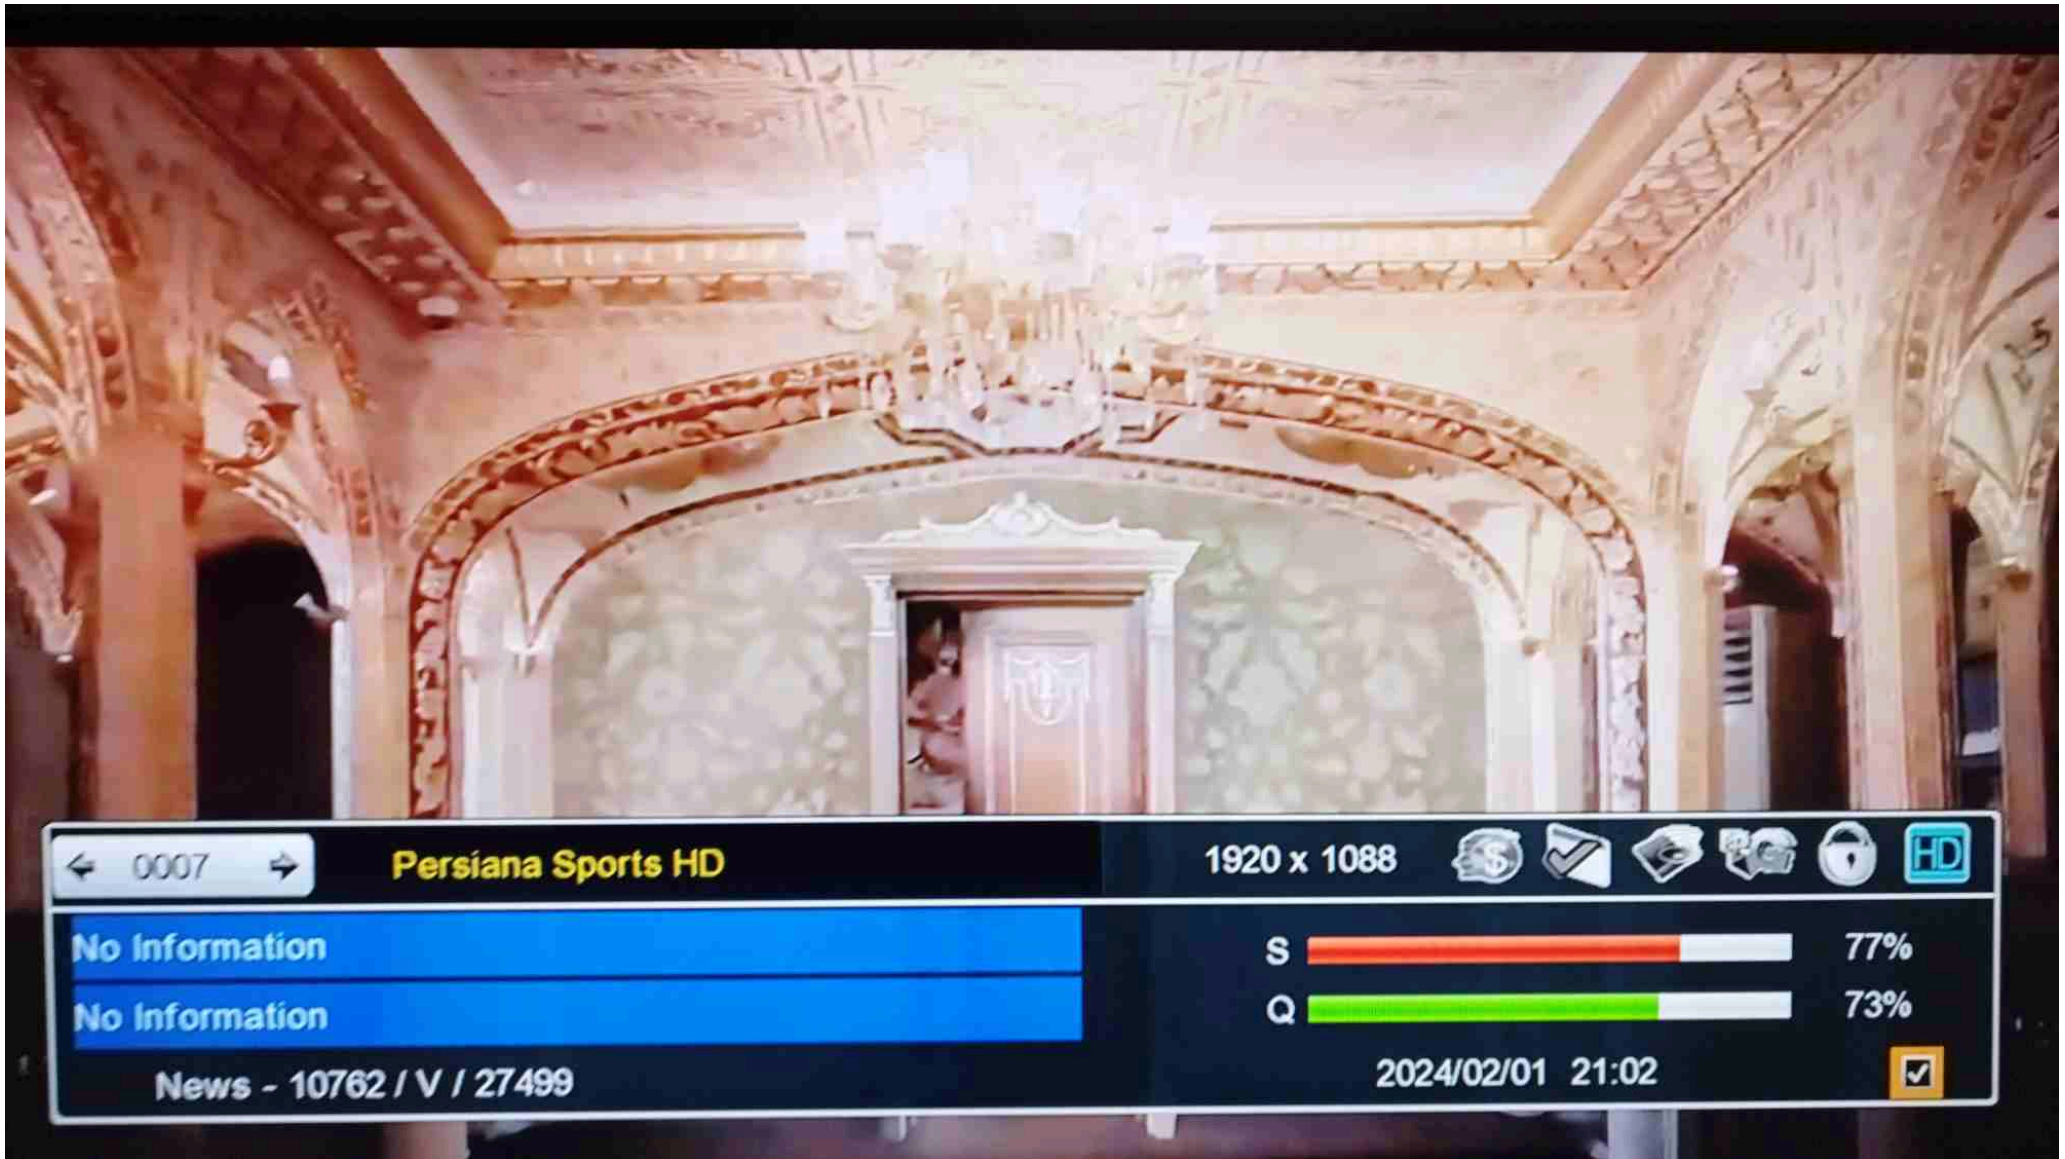 0007
Persiana Sports HD
1920 x 1088
$
HD
No Information
No Information
S 77%
Q 73%
News - 10762 / V / 27499
2024/02/01 21:02